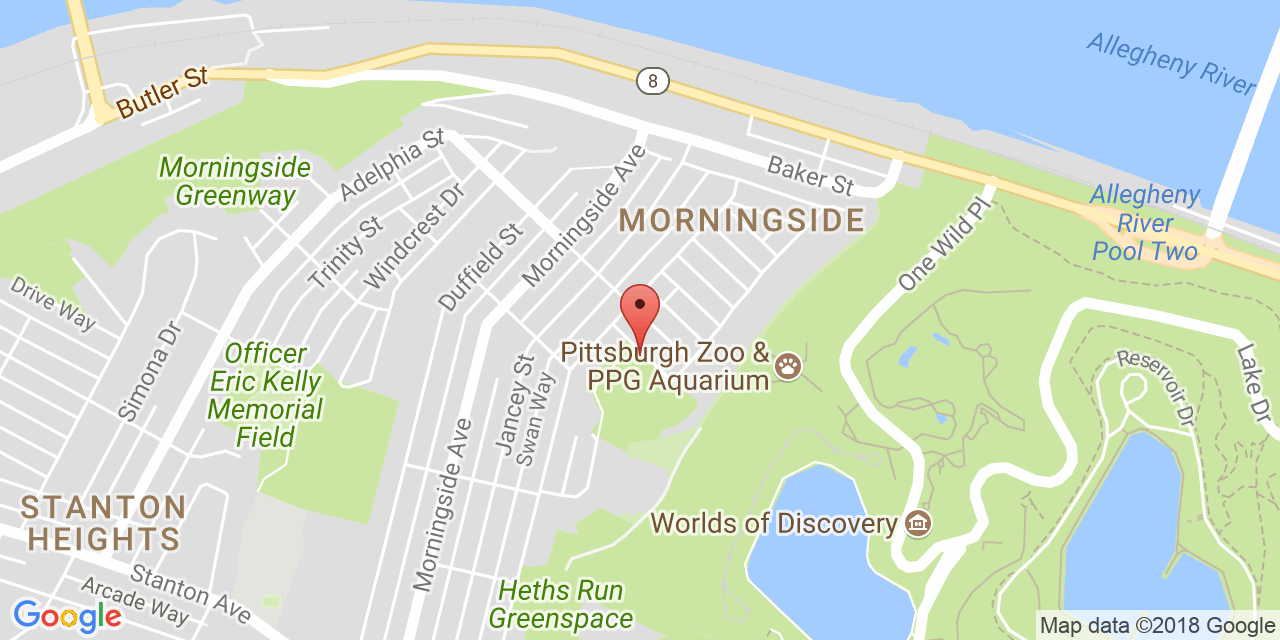 Allegheny River
8
Butler St
Adelphia St
Morningside
Greenway
Morningside Ave
Baker St
Trinity St
Windcrest Dr
Duffield St
MORNINGSIDE
One Wild Pl
Allegheny
River
Pool Two
Drive Way
Simona Dr
Officer
Eric Kelly
Memorial
Field
Pittsburgh Zoo &
PPG Aquarium
Jancey St
Swan Way
Reservoir Dr
Lake Dr
Morningside Ave
STANTON
HEIGHTS
Worlds of Discovery
Stanton Ave
Arcade Way
Heths Run
Greenspace
Google
Map data ©2018 Google